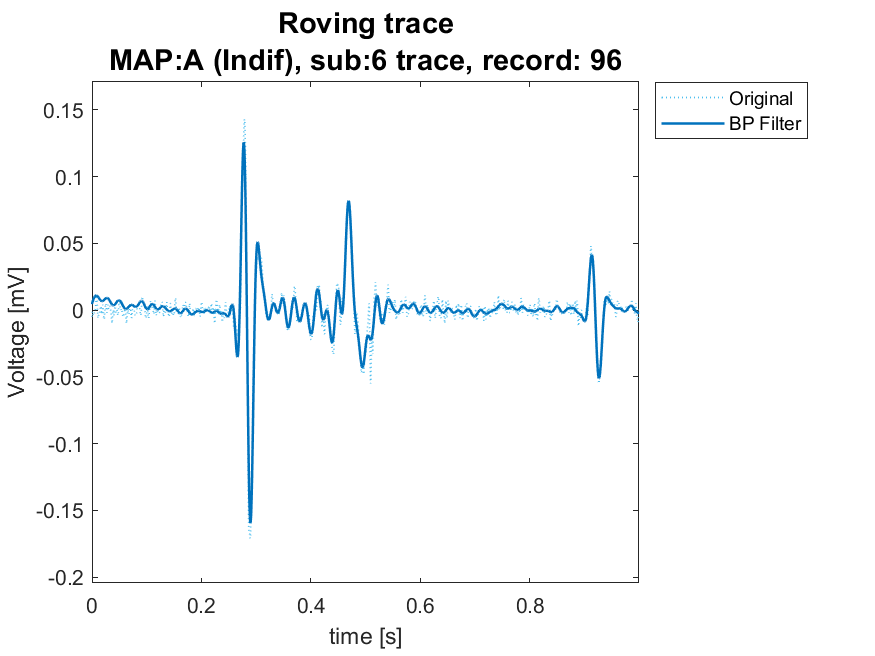 Roving trace
MAP:A (Indif), sub:6 trace, record: 96
Original
BP Filter
0.15
0.1
0.05
0
-0.05
-0.1
-0.15
-0.2
Voltage [mV]
0 0.2 0.4 0.6 0.8
time [s]